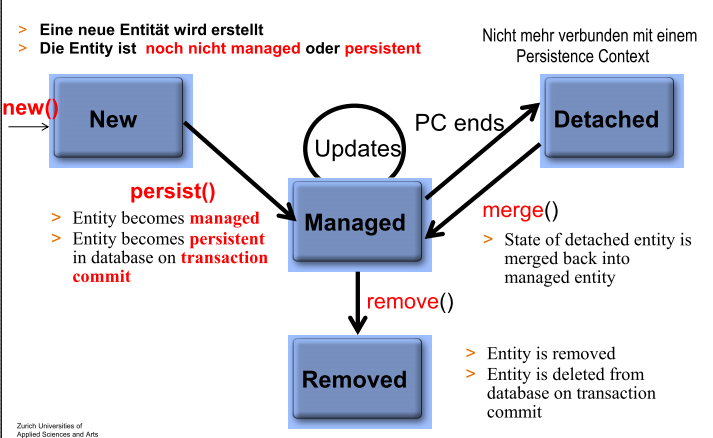 > Eine neue Entität wird erstellt
> Die Entity ist noch nicht managed oder persistent
Nicht mehr verbunden mit einem
Persistence Context
new()
New
Updates
PC ends
Detached
persist()
> Entity becomes managed
> Entity becomes persistent
in database on transaction
commit
Managed
merge()
> State of detached entity is
merged back into
managed entity
remove()
Removed
> Entity is removed
> Entity is deleted from
database on transaction
commit
Zurich Universities of
Applied Sciences and Arts